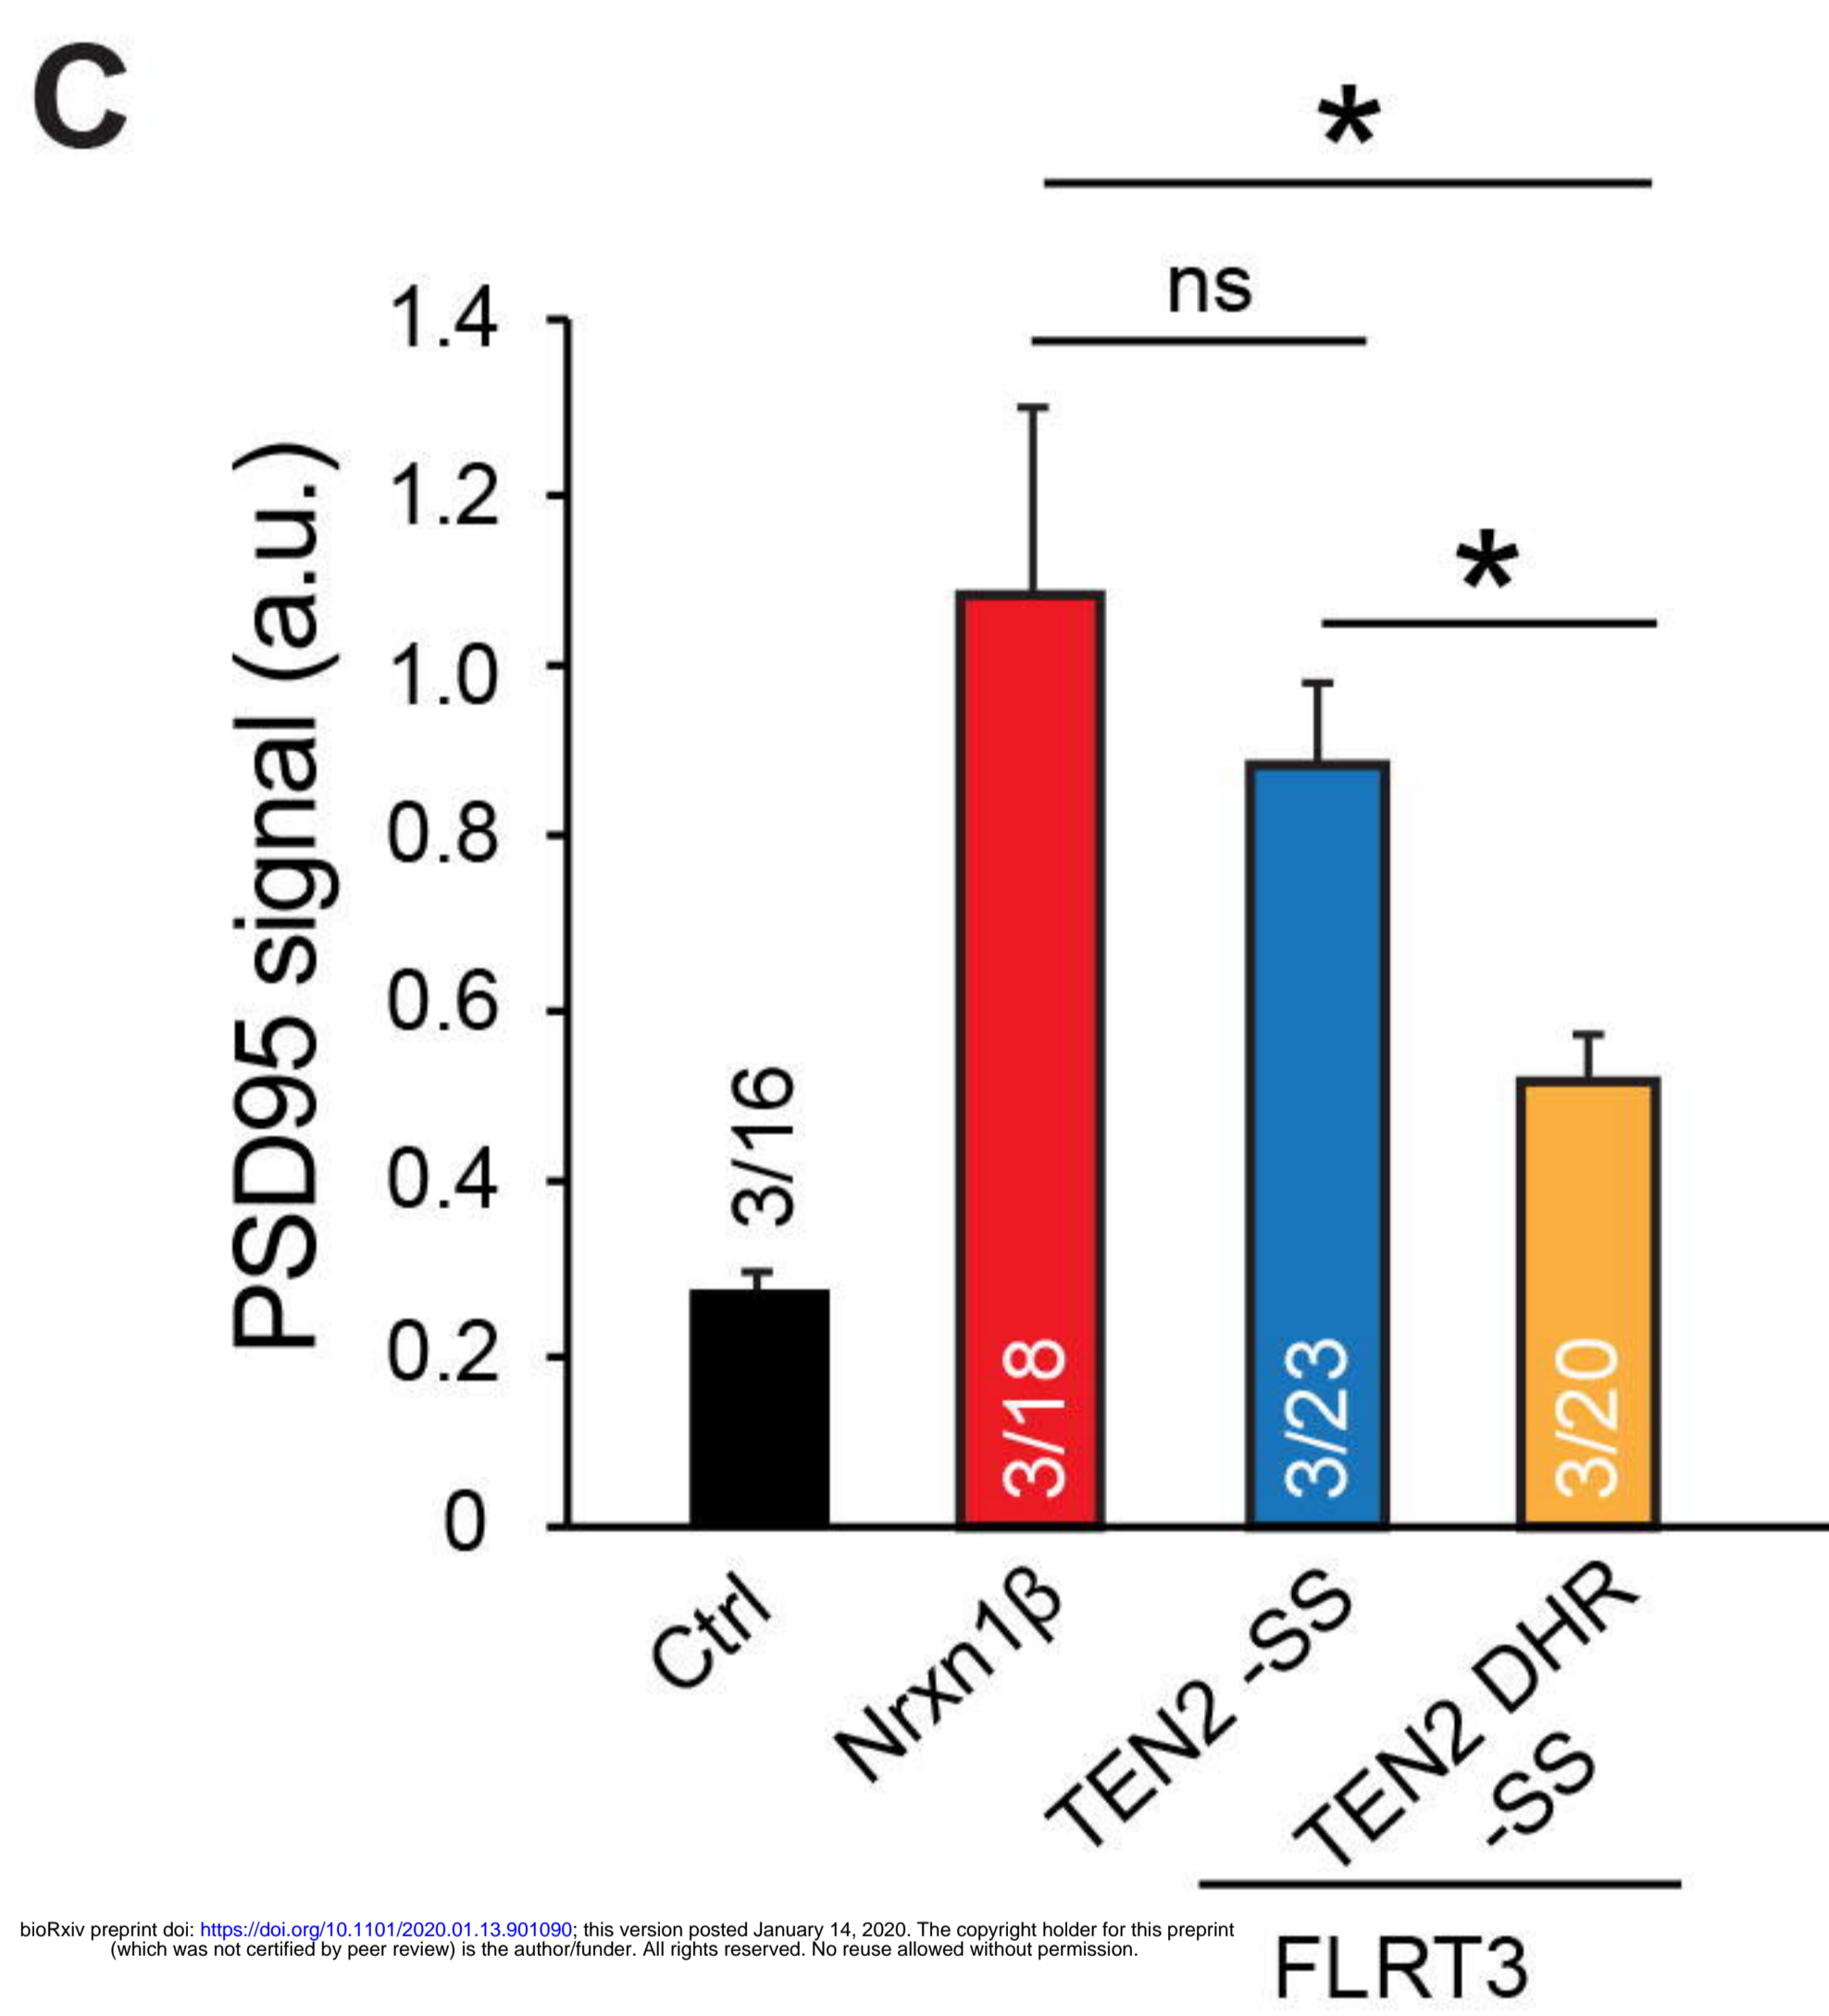 C
*
ns
*
PSD95 signal (a.u.)
1.4
1.2
1.0
0.8
0.6
0.4
0.2
0
3/16
3/18
3/23
3/20
Ctrl
Nrxn1β
TEN2 -SS
TEN2 DHR
-SS
FLRT3
bioRxiv preprint doi: https://doi.org/10.1101/2020.01.13.901090; this version posted January 14, 2020. The copyright holder for this preprint
(which was not certified by peer review) is the author/funder. All rights reserved. No reuse allowed without permission.